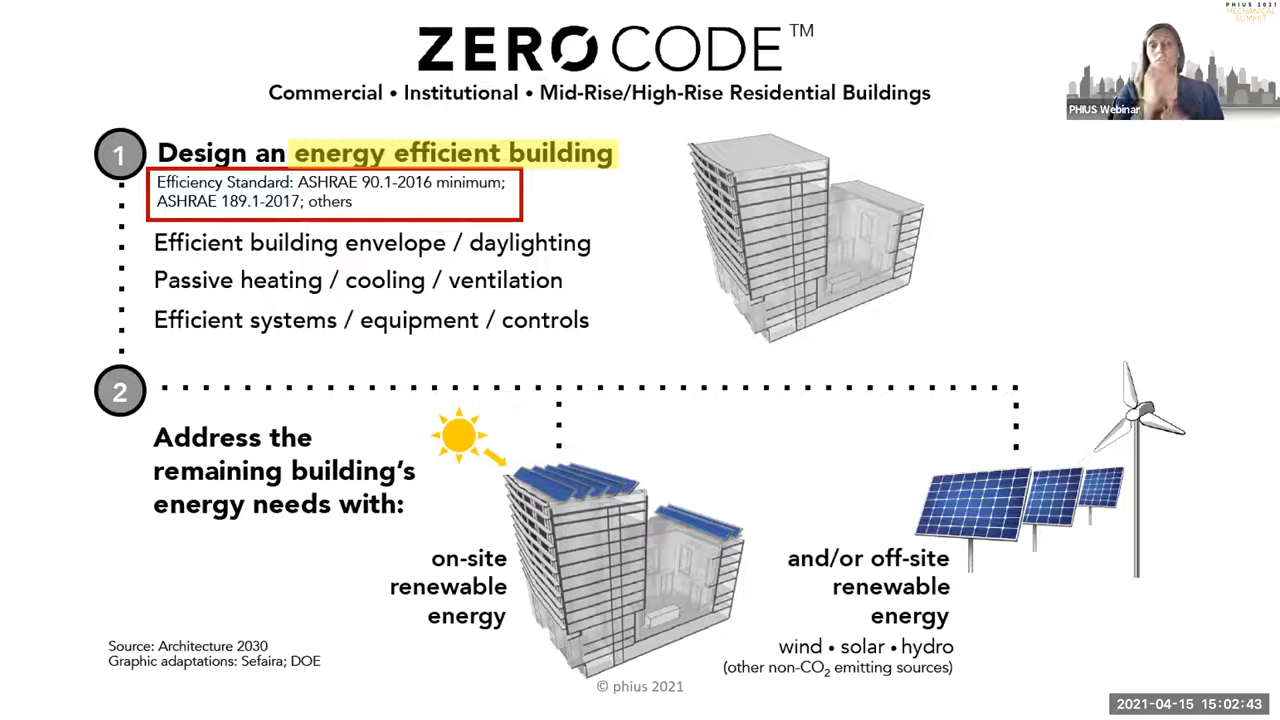 PHIUS 2021
MECHANICAL
SUMMIT
ZERO CODE™
Commercial • Institutional • Mid-Rise/High-Rise Residential Buildings
PHIUS Webinar
1 Design an energy efficient building
Efficiency Standard: ASHRAE 90.1-2016 minimum;
ASHRAE 189.1-2017; others
Efficient building envelope / daylighting
Passive heating / cooling / ventilation
Efficient systems / equipment / controls
2
Address the
remaining building’s
energy needs with:
on-site
renewable
energy
and/or off-site
renewable
energy
wind • solar • hydro
(other non-CO₂ emitting sources)
Source: Architecture 2030
Graphic adaptations: Sefaira; DOE
© phius 2021
2021-04-15 15:02:43